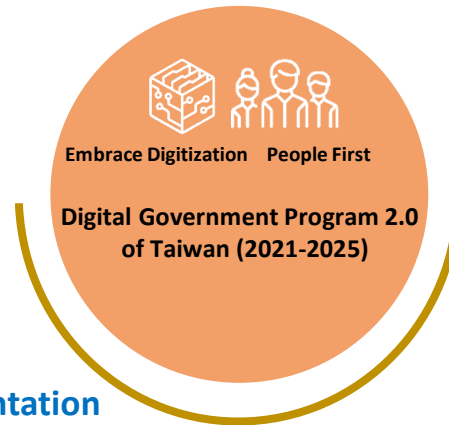 Embrace Digitization People First
Digital Government Program 2.0
of Taiwan (2021-2025)
ntation